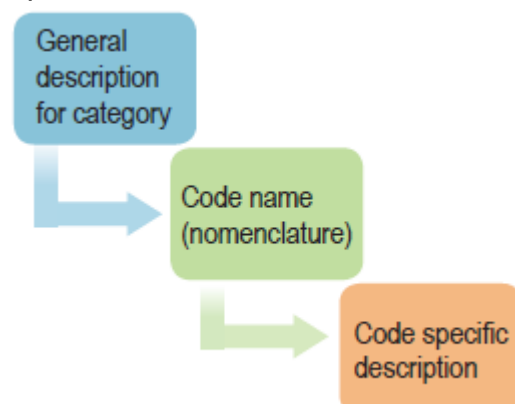 General
description
for category
Code name
(nomenclature)
Code specific
description